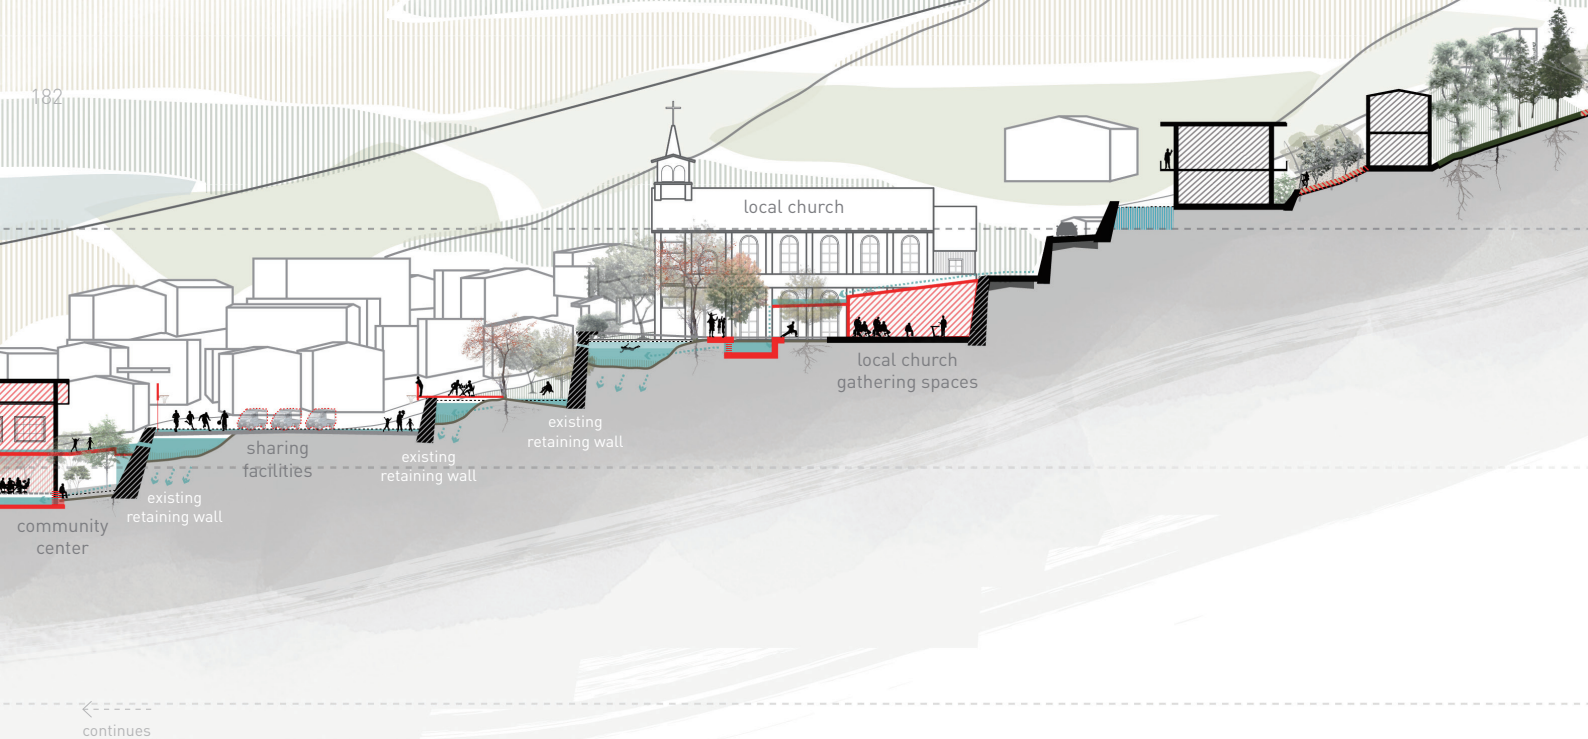 182
local church
local church
gathering spaces
existing
retaining wall
sharing
facilities
existing
retaining wall
existing
retaining wall
community
center
continues